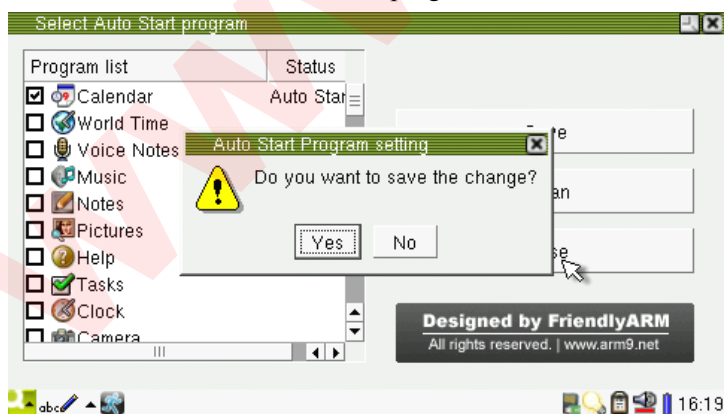 Select Auto Start program
Program list Status
Calendar Auto Star
World Time
Voice Notes
Music
Notes
Pictures
Help
Tasks
Clock
Camera
Auto Start Program setting
Do you want to save the change?
Yes No
Designed by FriendlyARM
All rights reserved. | www.arm9.net
abc 16:19